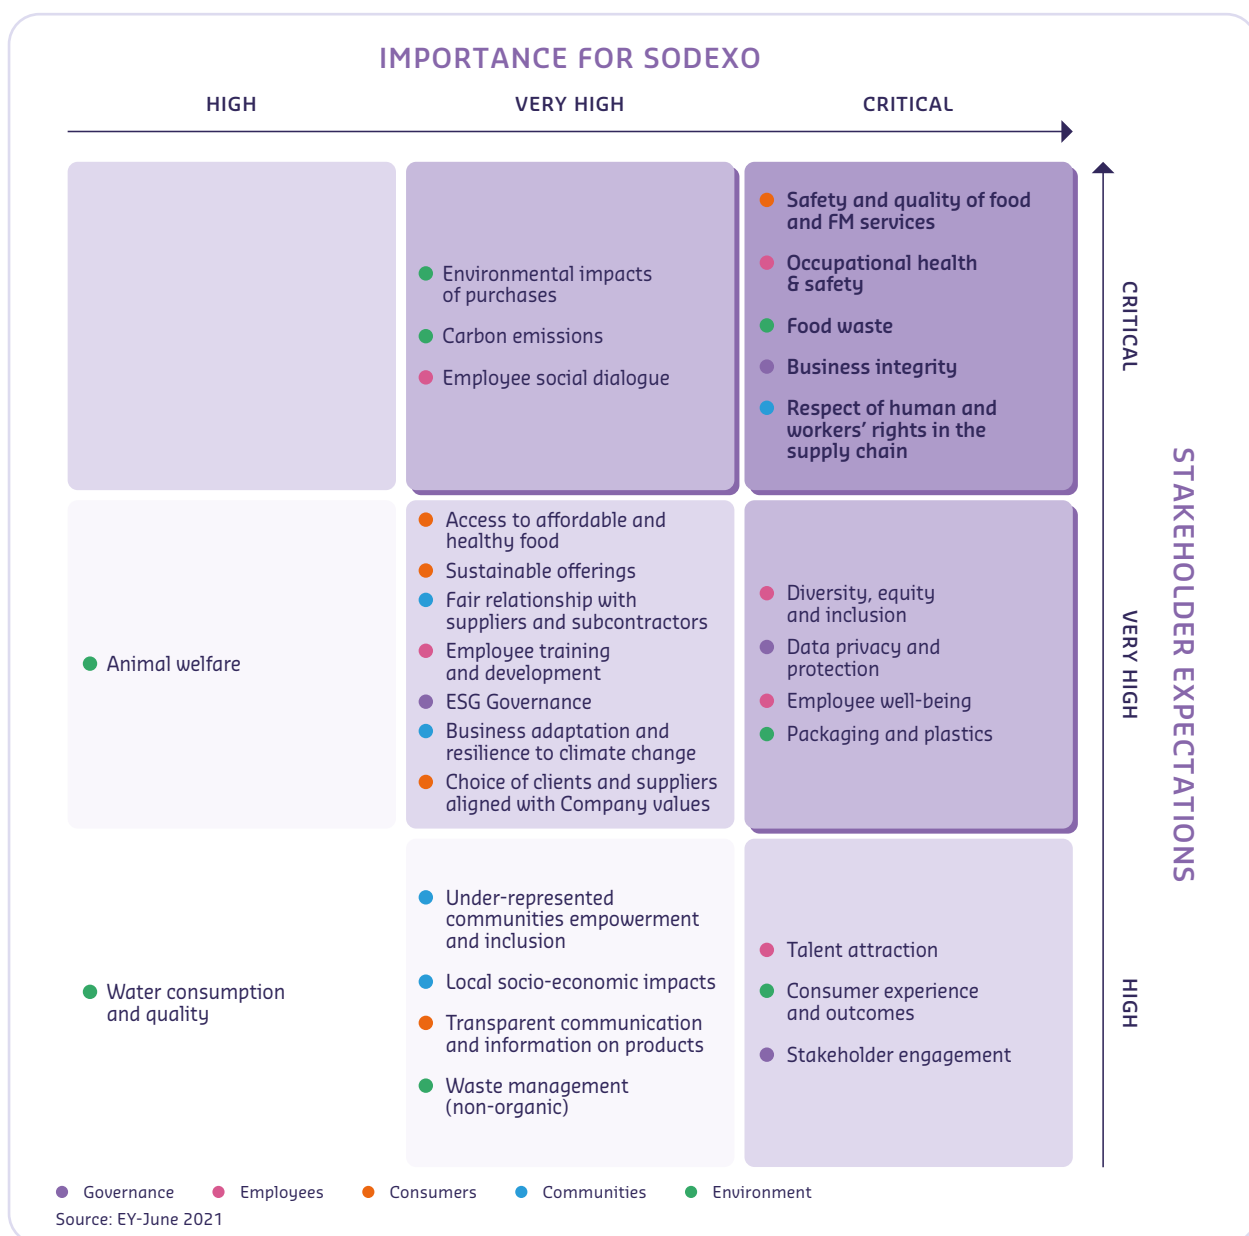 IMPORTANCE FOR SODEXO
HIGH
VERY HIGH
CRITICAL
Environmental impacts
of purchases
Carbon emissions
Employee social dialogue
Safety and quality of food
and FM services
Occupational health
& safety
Food waste
Business integrity
Respect of human and
workers’ rights in the
supply chain
CRITICAL
Animal welfare
Access to affordable and
healthy food
Sustainable offerings
Fair relationship with
suppliers and subcontractors
Employee training
and development
ESG Governance
Business adaptation and
resilience to climate change
Choice of clients and suppliers
aligned with Company values
Diversity, equity
and inclusion
Data privacy and
protection
Employee well-being
Packaging and plastics
VERY HIGH
STAKEHOLDER EXPECTATIONS
Water consumption
and quality
Under-represented
communities empowerment
and inclusion
Local socio-economic impacts
Transparent communication
and information on products
Waste management
(non-organic)
Talent attraction
Consumer experience
and outcomes
Stakeholder engagement
HIGH
Governance
Employees
Consumers
Communities
Environment
Source: EY-June 2021